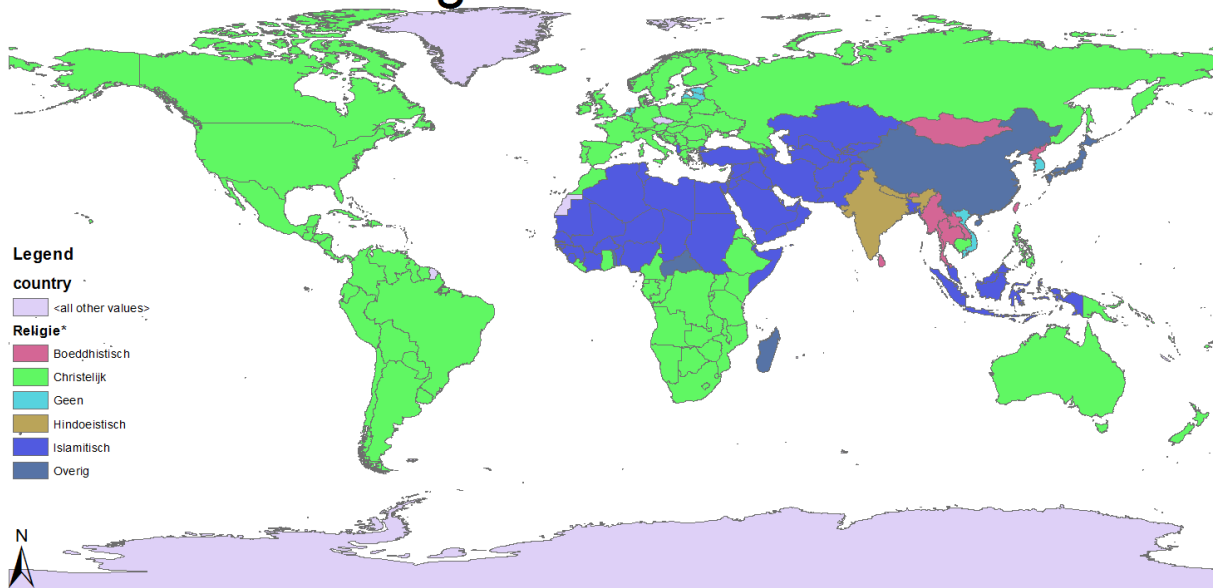 Legend
country
<all other values>
Religie*
Boeddhistisch
Christelijk
Geen
Hindoeistisch
Islamitisch
Overig
N